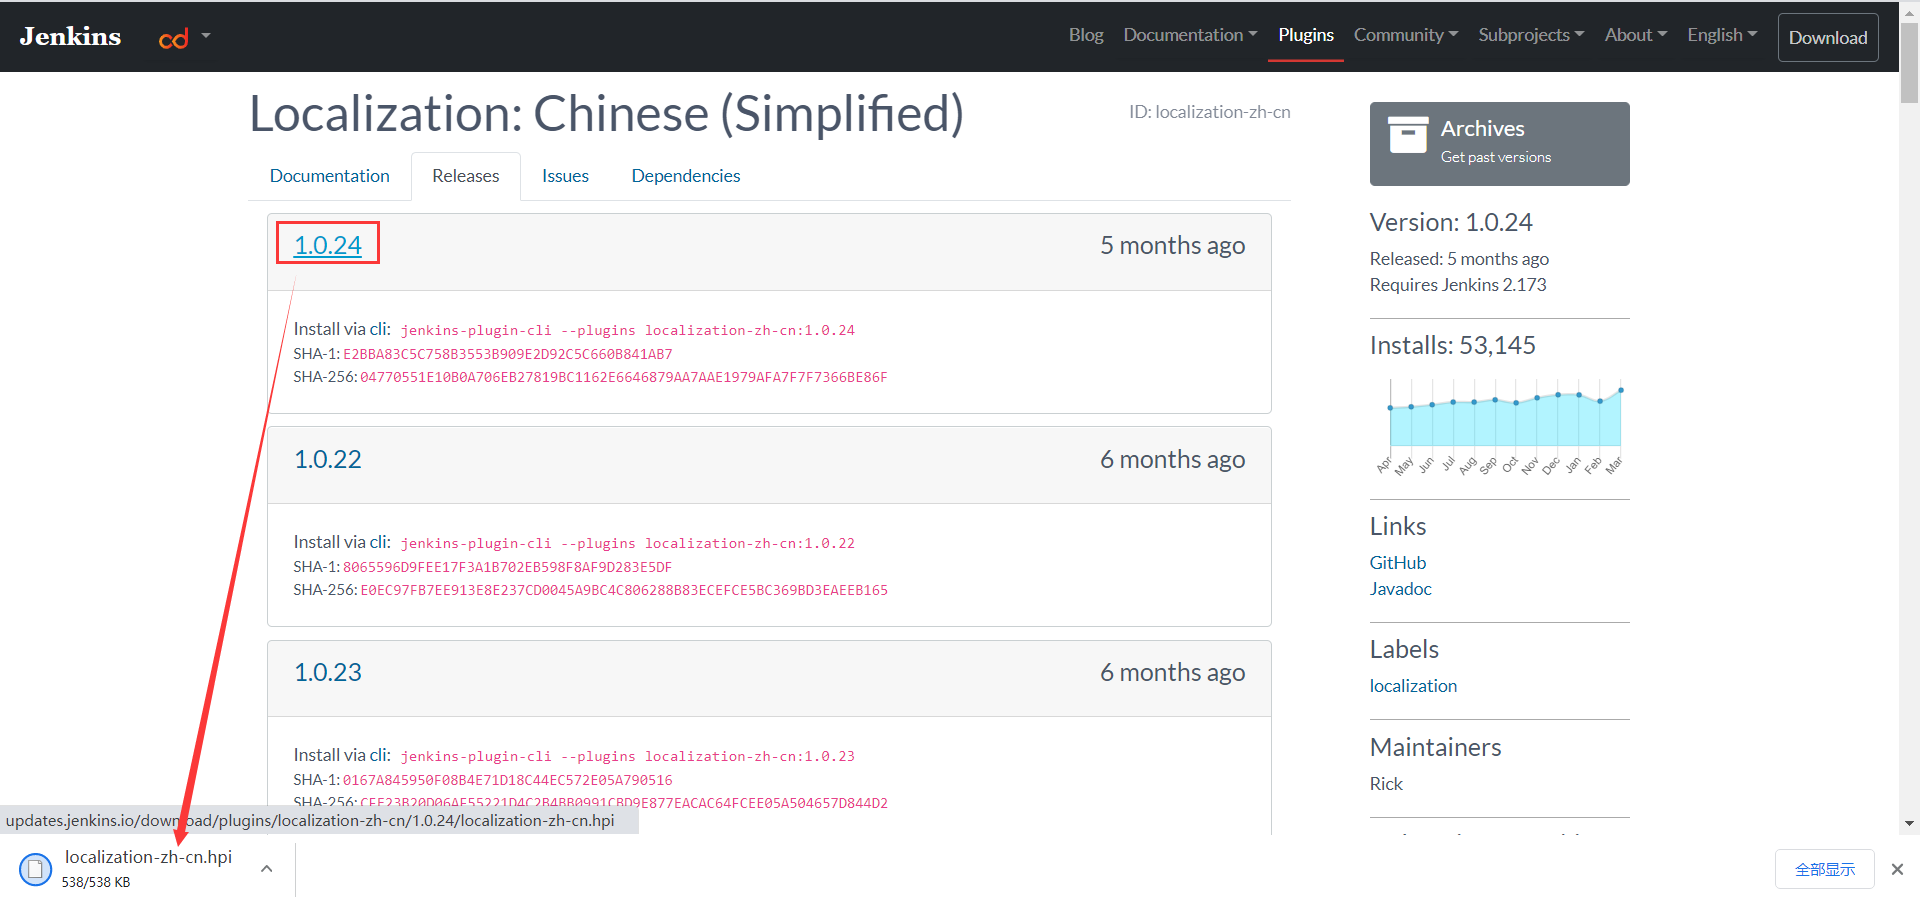 Jenkins
Blog Documentation Plugins Community Subprojects About English Download
Localization: Chinese (Simplified)
ID: localization-zh-cn
Documentation Releases Issues Dependencies
1.0.24 5 months ago
Install via cli: jenkins-plugin-cli --plugins localization-zh-cn:1.0.24
SHA-1: E2BBA83C5C758B3553B909E2D92C5C660B841AB7
SHA-256: 04770551E10B0A706EB27819BC1162E6646879AA7AAE1979AFA7F7F7366BE86F
1.0.22 6 months ago
Install via cli: jenkins-plugin-cli --plugins localization-zh-cn:1.0.22
SHA-1: 8065596D9FEE17F3A1B702EB598F8AF9D283E5DF
SHA-256: E0EC97FB7EE913E8E237CD0045A9BC4C806288B83ECEFCE5BC369BD3EAEEB165
1.0.23 6 months ago
Install via cli: jenkins-plugin-cli --plugins localization-zh-cn:1.0.23
SHA-1: 0167A845950F08B4E71D18C44EC572E05A790516
SHA-256:
Archives
Get past versions
Version: 1.0.24
Released: 5 months ago
Requires Jenkins 2.173
Installs: 53,145
Apr May Jun Jul Aug Sep Oct Nov Dec Jan Feb Mar
Links
GitHub
Javadoc
Labels
localization
Maintainers
Rick
updates.jenkins.io/download/plugins/localization-zh-cn/1.0.24/localization-zh-cn.hpi
localization-zh-cn.hpi
538/538 KB
全部显示